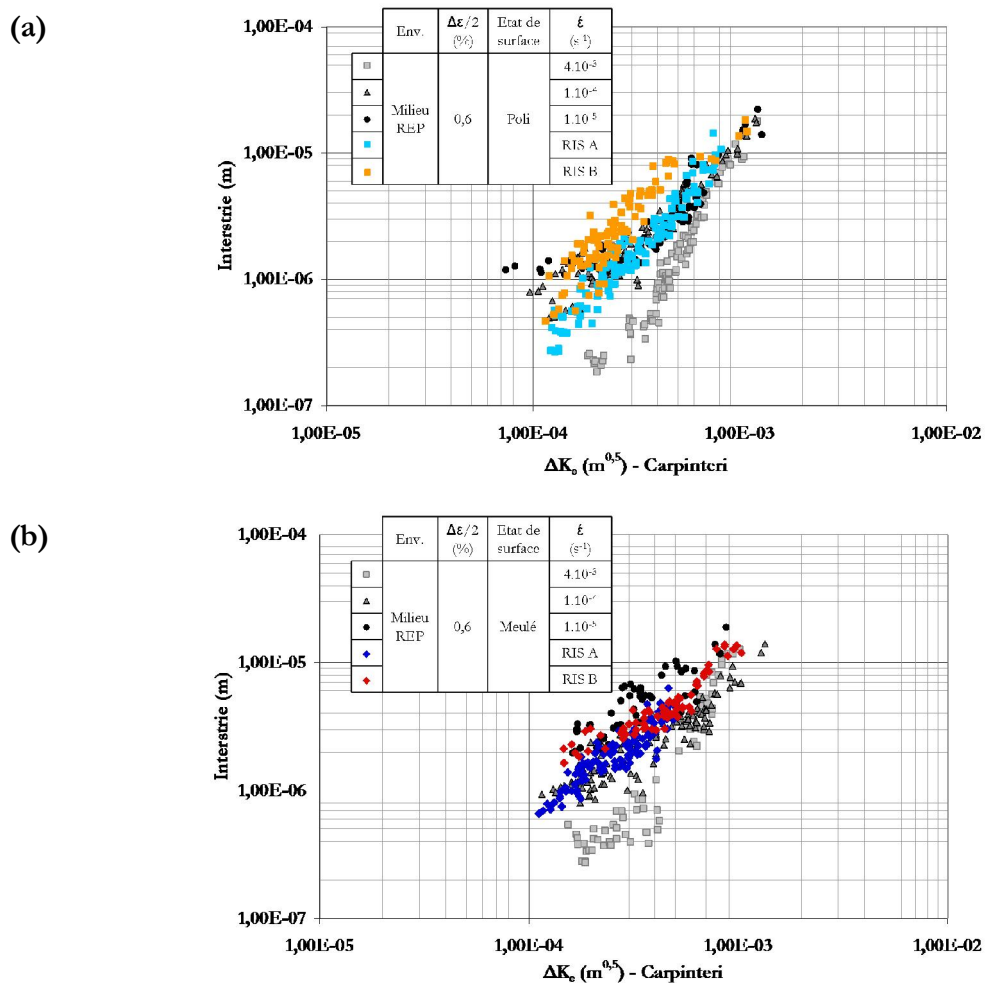 (a)
1,00E-04
1,00E-05
1,00E-06
1,00E-07
Interstrie (m)
Env.
Δε/2 (%)
Etat de surface
ε̇ (s⁻¹)
Milieu REP
0,6
Poli
4.10⁻³
1.10⁻⁴
1.10⁻⁵
RIS A
RIS B
1,00E-05
1,00E-04
1,00E-03
1,00E-02
ΔKε (m⁰,⁵) - Carpinteri
(b)
1,00E-04
1,00E-05
1,00E-06
1,00E-07
Interstrie (m)
Env.
Δε/2 (%)
Etat de surface
ε̇ (s⁻¹)
Milieu REP
0,6
Meulé
4.10⁻³
1.10⁻⁴
1.10⁻⁵
RIS A
RIS B
1,00E-05
1,00E-04
1,00E-03
1,00E-02
ΔKε (m⁰,⁵) - Carpinteri